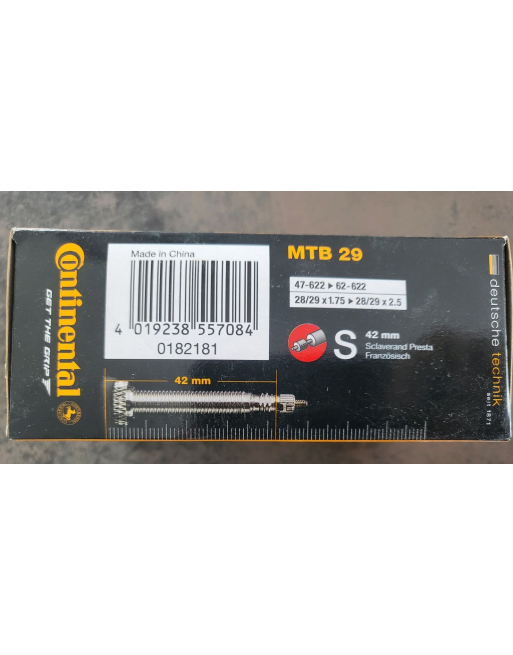 Continental
GET THE GRIP
Made in China
4 019238 557084
0182181
MTB 29
47-622 ▸ 62-622
28/29 x 1.75 ▸ 28/29 x 2.5
S
42 mm
Sclaverand Presta
Französisch
42 mm
deutsche technik
seit 1871